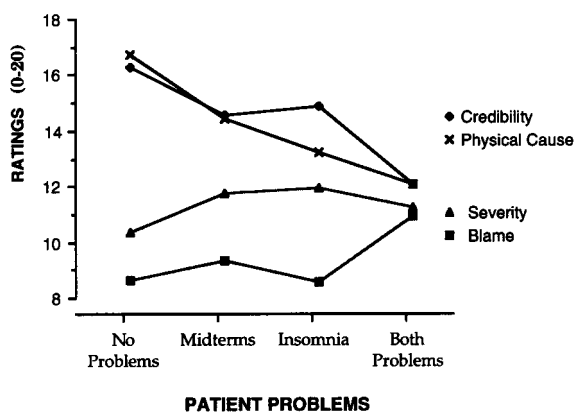 18
16
14
12
10
8
RATINGS (0-20)
Credibility
Physical Cause
Severity
Blame
No Problems
Midterms
Insomnia
Both Problems
PATIENT PROBLEMS